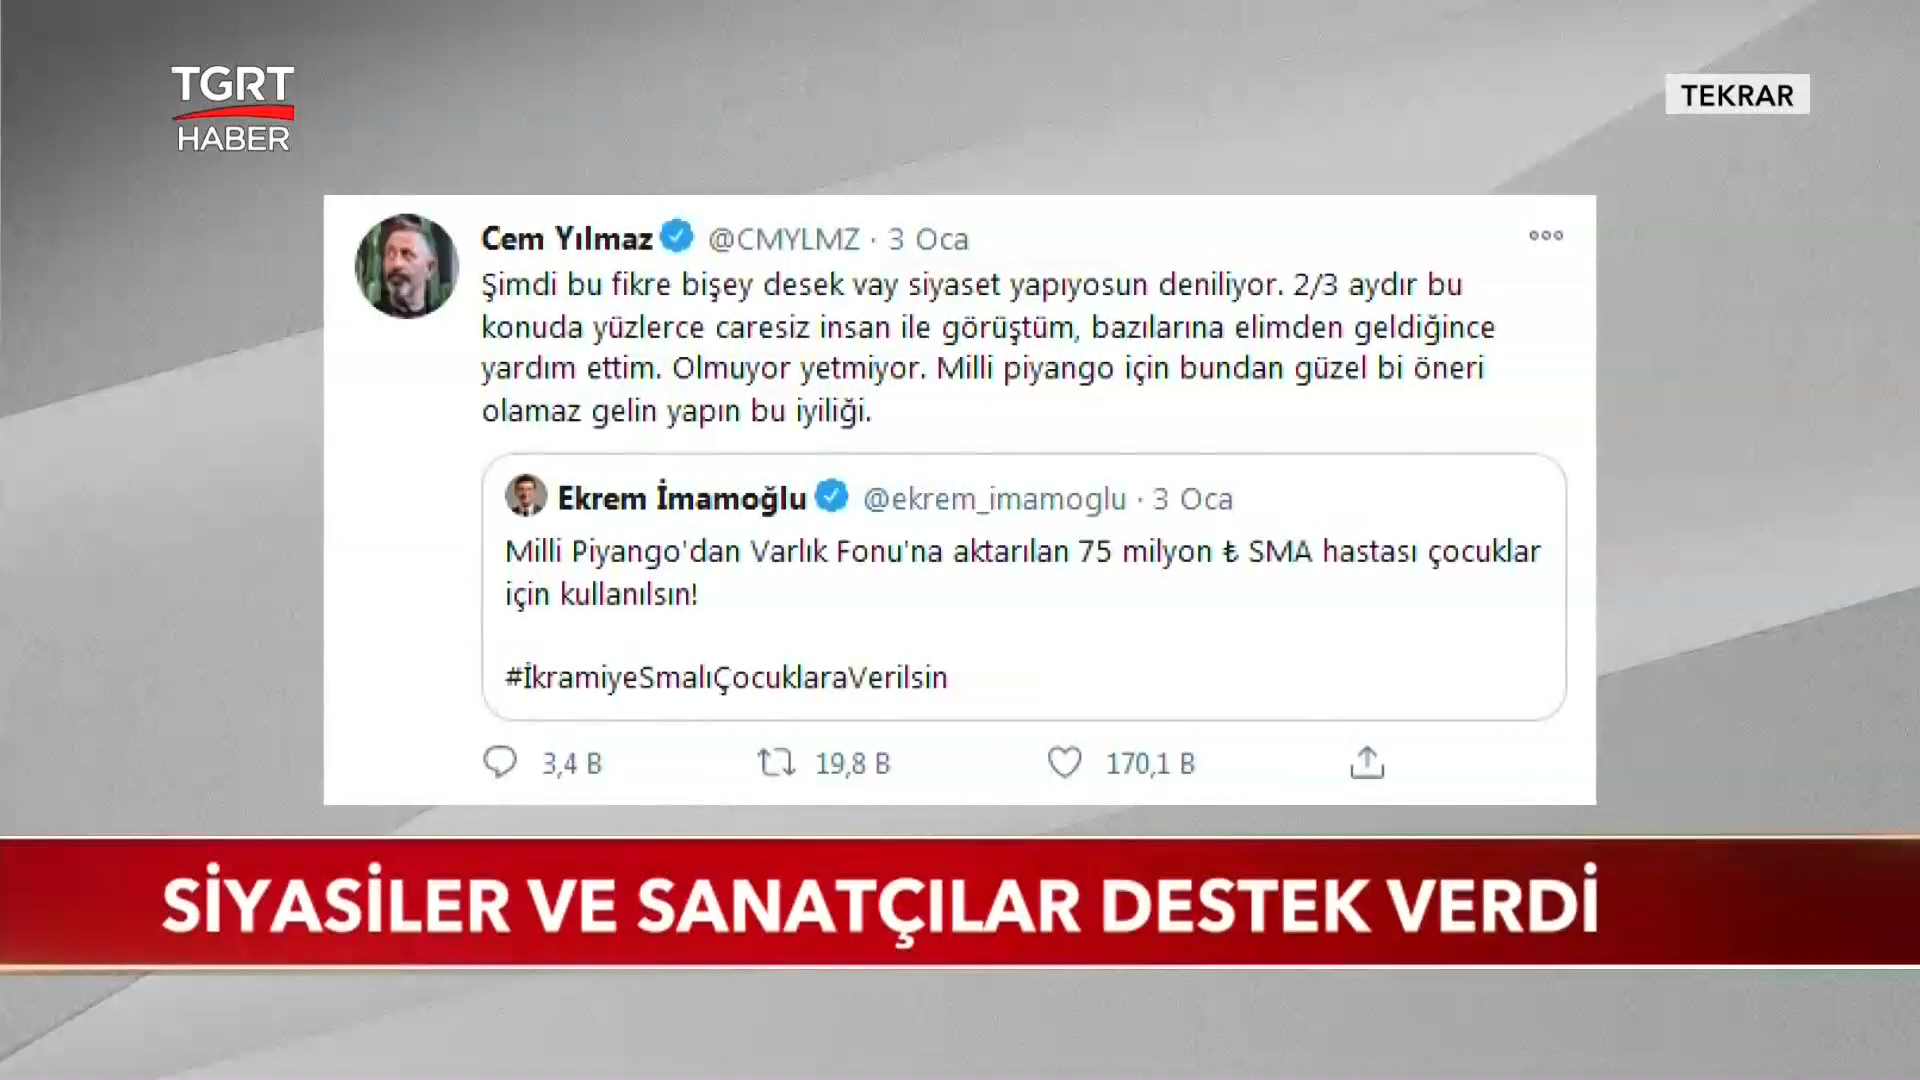 TGRT
HABER
TEKRAR
Cem Yılmaz @CMYLMZ · 3 Oca
Şimdi bu fikre bişey desek vay siyaset yapıyosun deniliyor. 2/3 aydır bu
konuda yüzlerce caresiz insan ile görüştüm, bazılarına elimden geldiğince
yardım ettim. Olmuyor yetmiyor. Milli piyango için bundan güzel bi öneri
olamaz gelin yapın bu iyiliği.
Ekrem İmamoğlu @ekrem_imamoglu · 3 Oca
Milli Piyango'dan Varlık Fonu'na aktarılan 75 milyon ₺ SMA hastası çocuklar
için kullanılsın!
#İkramiyeSmalıÇocuklaraVerilsin
3,4 B 19,8 B 170,1 B
SİYASİLER VE SANATÇILAR DESTEK VERDİ